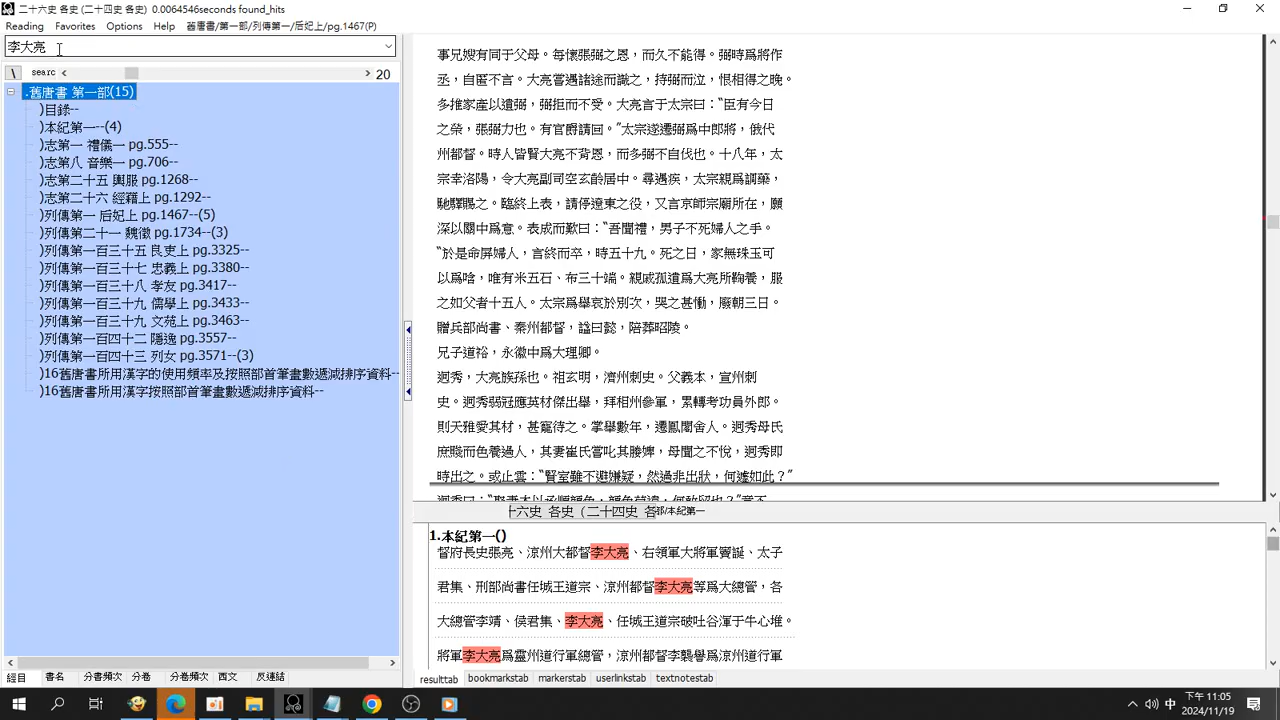 二十六史 各史 (二十四史 各史) 0.0064546seconds found_hits
Reading Favorites Options Help 舊唐書/第一部/列傳第一/后妃上/pg.1467(P)
李大亮
\ searc 20
.舊唐書 第一部(15)
)目錄--
)本紀第一--(4)
)志第一 禮儀一 pg.555--
)志第八 音樂一 pg.706--
)志第二十五 輿服 pg.1268--
)志第二十六 經籍上 pg.1292--
)列傳第一 后妃上 pg.1467--(5)
)列傳第二十一 魏徵 pg.1734--(3)
)列傳第一百三十五 良吏上 pg.3325--
)列傳第一百三十七 忠義上 pg.3380--
)列傳第一百三十八 孝友 pg.3417--
)列傳第一百三十九 儒學上 pg.3433--
)列傳第一百三十九 文苑上 pg.3463--
)列傳第一百四十二 隱逸 pg.3557--
)列傳第一百四十三 列女 pg.3571--(3)
)16舊唐書所用漢字的使用頻率及按照部首筆畫數遞減排序資料--
)16舊唐書所用漢字按照部首筆畫數遞減排序資料--
經目 書名 分書頻次 分卷 分卷頻次 西文 反連結
事兄嫂有同于父母。每懷張弼之恩，而久不能得。弼時爲將作
丞，自匿不言。大亮嘗遇諸途而識之，持弼而泣，恨相得之晚。
多推家產以遺弼，弼拒而不受。大亮言于太宗曰：“臣有今日
之榮，張弼力也。有官爵請回。”太宗遂遷弼爲中郎將，俄代
州都督。時人皆賢大亮不背恩，而多弼不自伐也。十八年，太
宗幸洛陽，令大亮副司空玄齡居中。尋遇疾，太宗親爲調藥，
馳驛賜之。臨終上表，請停遼東之役，又言京師宗廟所在，願
深以關中爲意。表成而歎曰：“吾聞禮，男子不死婦人之手。
“於是命屏婦人，言終而卒，時五十九。死之日，家無珠玉可
以爲唅，唯有米五石、布三十端。親戚孤遺爲大亮所鞠養，服
之如父者十五人。太宗爲舉哀於別次，哭之甚慟，廢朝三日。
贈兵部尚書、秦州都督，謚曰懿，陪葬昭陵。
兄子道裕，永徽中爲大理卿。
迥秀，大亮族孫也。祖玄明，濟州刺史。父義本，宣州刺
史。迥秀弱冠應英材傑出舉，拜相州參軍，累轉考功員外郎。
則天雅愛其材，甚寵待之。掌舉數年，遷鳳閣舍人。迥秀母氏
庶賤而色養過人，其妻崔氏嘗叱其媵婢，母聞之不悅，迥秀即
時出之。或止雲：“賢室雖不避嫌疑，然過非出狀，何遽如此？”
十六史 各史（二十四史 各部/本紀第一
1.本紀第一()
督府長史張亮、涼州大都督李大亮、右領軍大將軍竇誕、太子
君集、刑部尚書任城王道宗、涼州都督李大亮等爲大總管，各
大總管李靖、侯君集、李大亮、任城王道宗破吐谷渾于牛心堆。
將軍李大亮爲靈州道行軍總管，涼州都督李襲譽爲涼州道行軍
resulttab bookmarkstab markerstab userlinkstab textnotestab
中 下午 11:05
2024/11/19